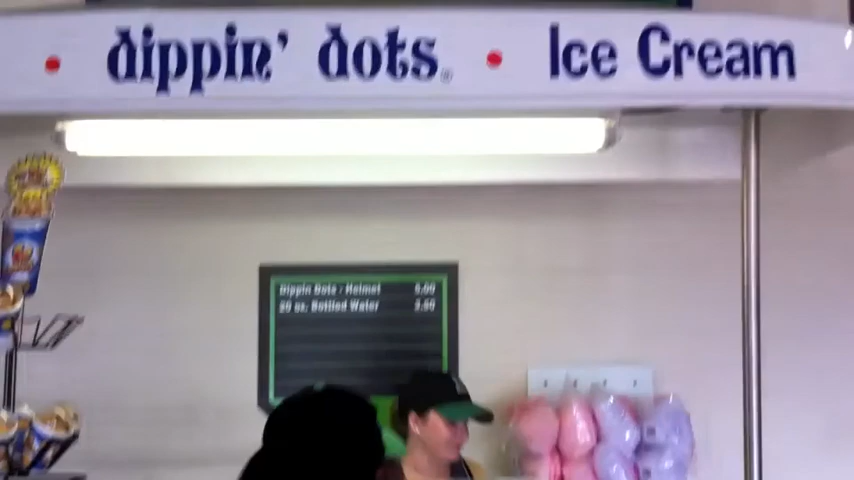 dippin' dots® • Ice Cream
Dippin Dots - Helmet
20 oz. Bottled Water